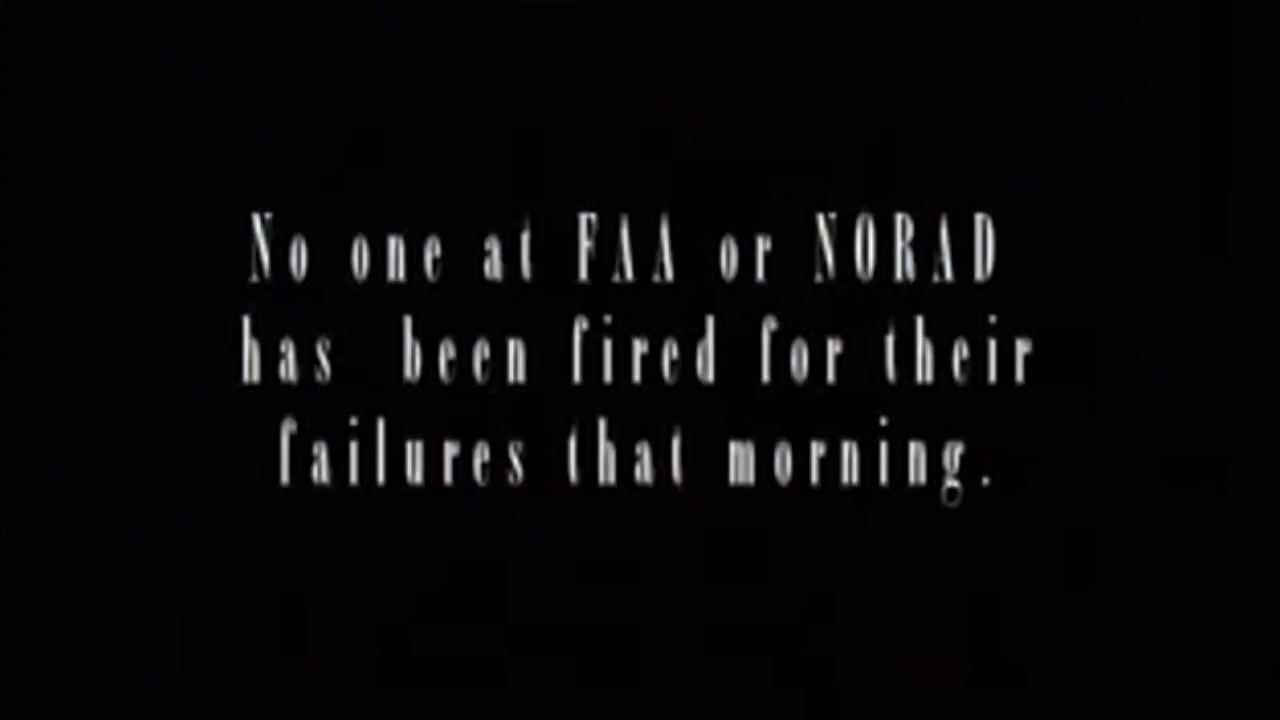 No one at FAA or NORAD
has been fired for their
failures that morning.